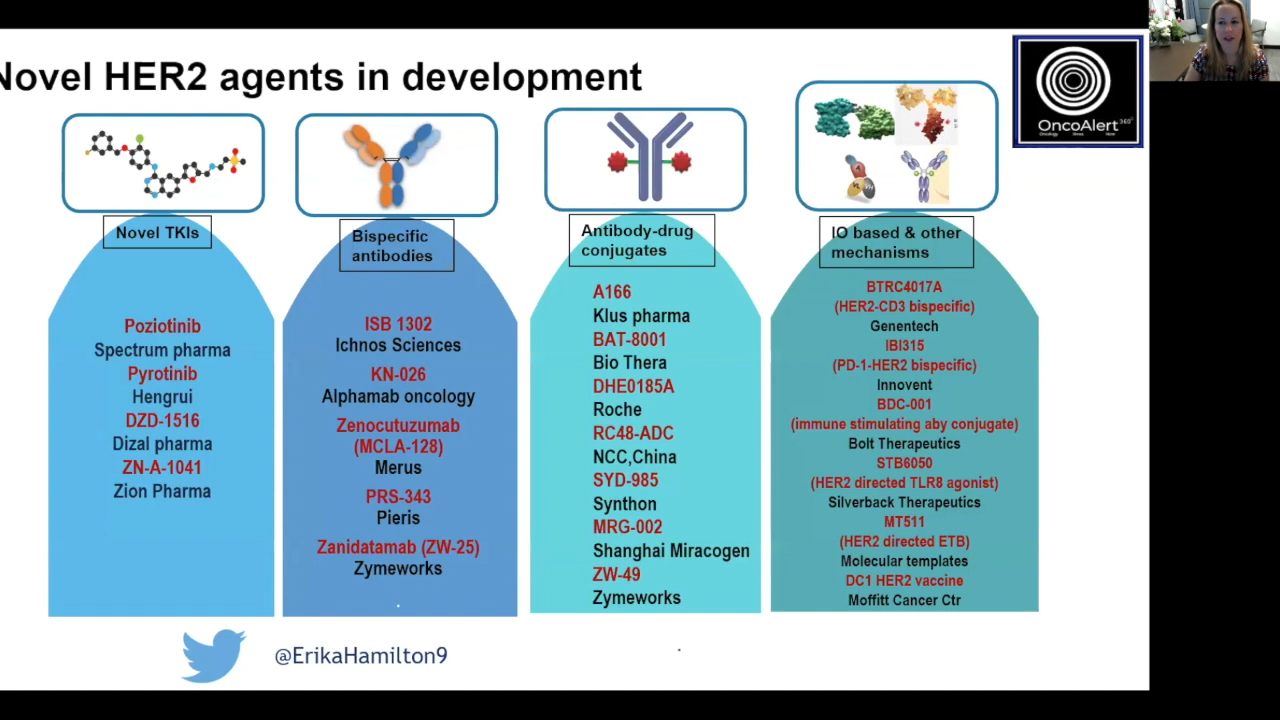 Novel HER2 agents in development
OncoAlert 360°
Oncology News Now
Novel TKIs
Poziotinib
Spectrum pharma
Pyrotinib
Hengrui
DZD-1516
Dizal pharma
ZN-A-1041
Zion Pharma
Bispecific
antibodies
ISB 1302
Ichnos Sciences
KN-026
Alphamab oncology
Zenocutuzumab
(MCLA-128)
Merus
PRS-343
Pieris
Zanidatamab (ZW-25)
Zymeworks
Antibody-drug
conjugates
A166
Klus pharma
BAT-8001
Bio Thera
DHE0185A
Roche
RC48-ADC
NCC,China
SYD-985
Synthon
MRG-002
Shanghai Miracogen
ZW-49
Zymeworks
IO based & other
mechanisms
BTRC4017A
(HER2-CD3 bispecific)
Genentech
IBI315
(PD-1-HER2 bispecific)
Innovent
BDC-001
(immune stimulating aby conjugate)
Bolt Therapeutics
STB6050
(HER2 directed TLR8 agonist)
Silverback Therapeutics
MT511
(HER2 directed ETB)
Molecular templates
DC1 HER2 vaccine
Moffitt Cancer Ctr
@ErikaHamilton9